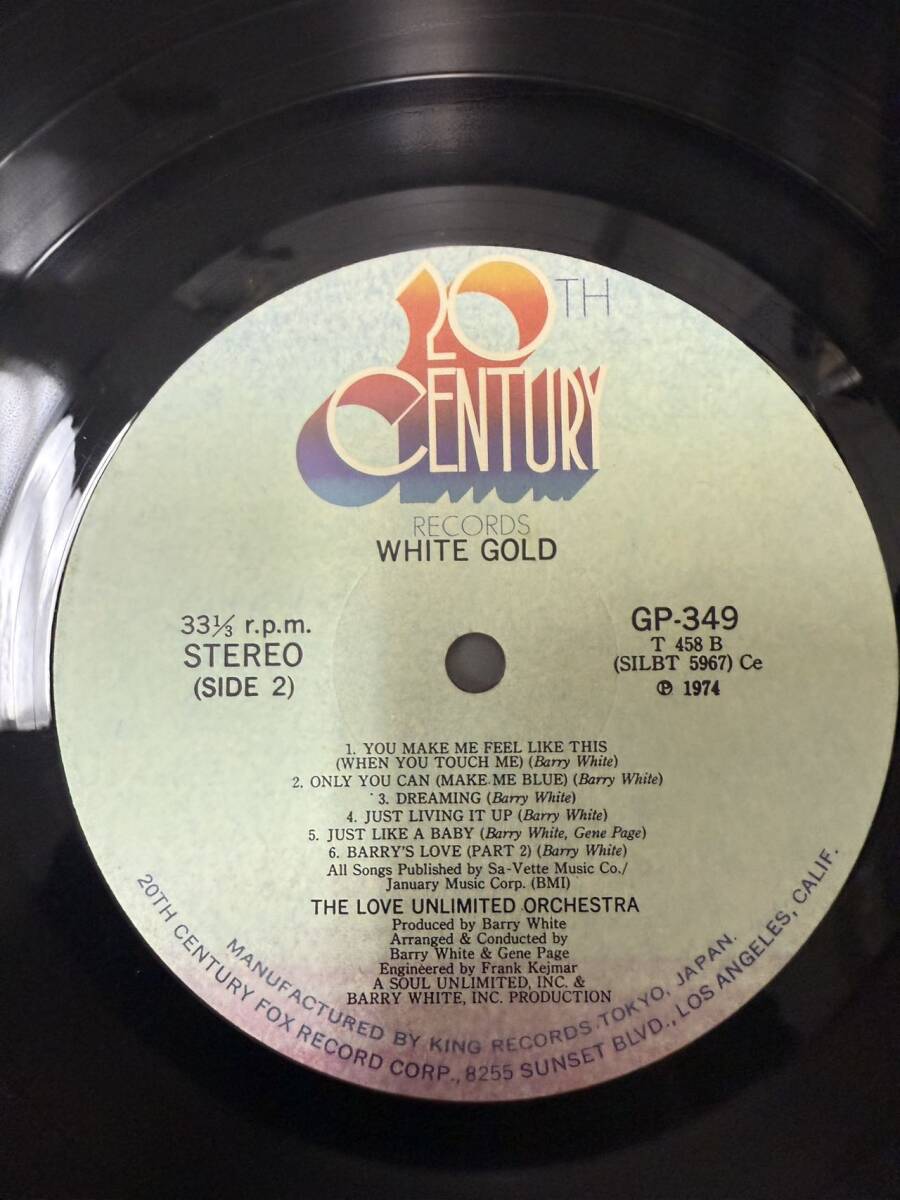 20TH
CENTURY
RECORDS
WHITE GOLD
33⅓ r.p.m.
STEREO
(SIDE 2)
GP-349
T 458 B
(SILBT 5967) Ce
℗ 1974
1. YOU MAKE ME FEEL LIKE THIS
(WHEN YOU TOUCH ME) (Barry White)
2. ONLY YOU CAN (MAKE ME BLUE) (Barry White)
3. DREAMING (Barry White)
4. JUST LIVING IT UP (Barry White)
5. JUST LIKE A BABY (Barry White, Gene Page)
6. BARRY'S LOVE (PART 2) (Barry White)
All Songs Published by Sa-Vette Music Co./
January Music Corp. (BMI)
THE LOVE UNLIMITED ORCHESTRA
Produced by Barry White
Arranged & Conducted by
Barry White & Gene Page
Engineered by Frank Kejmar
A SOUL UNLIMITED, INC. &
BARRY WHITE, INC. PRODUCTION
MANUFACTURED BY KING RECORDS, TOKYO, JAPAN.
20TH CENTURY FOX RECORD CORP., 8255 SUNSET BLVD., LOS ANGELES, CALIF.